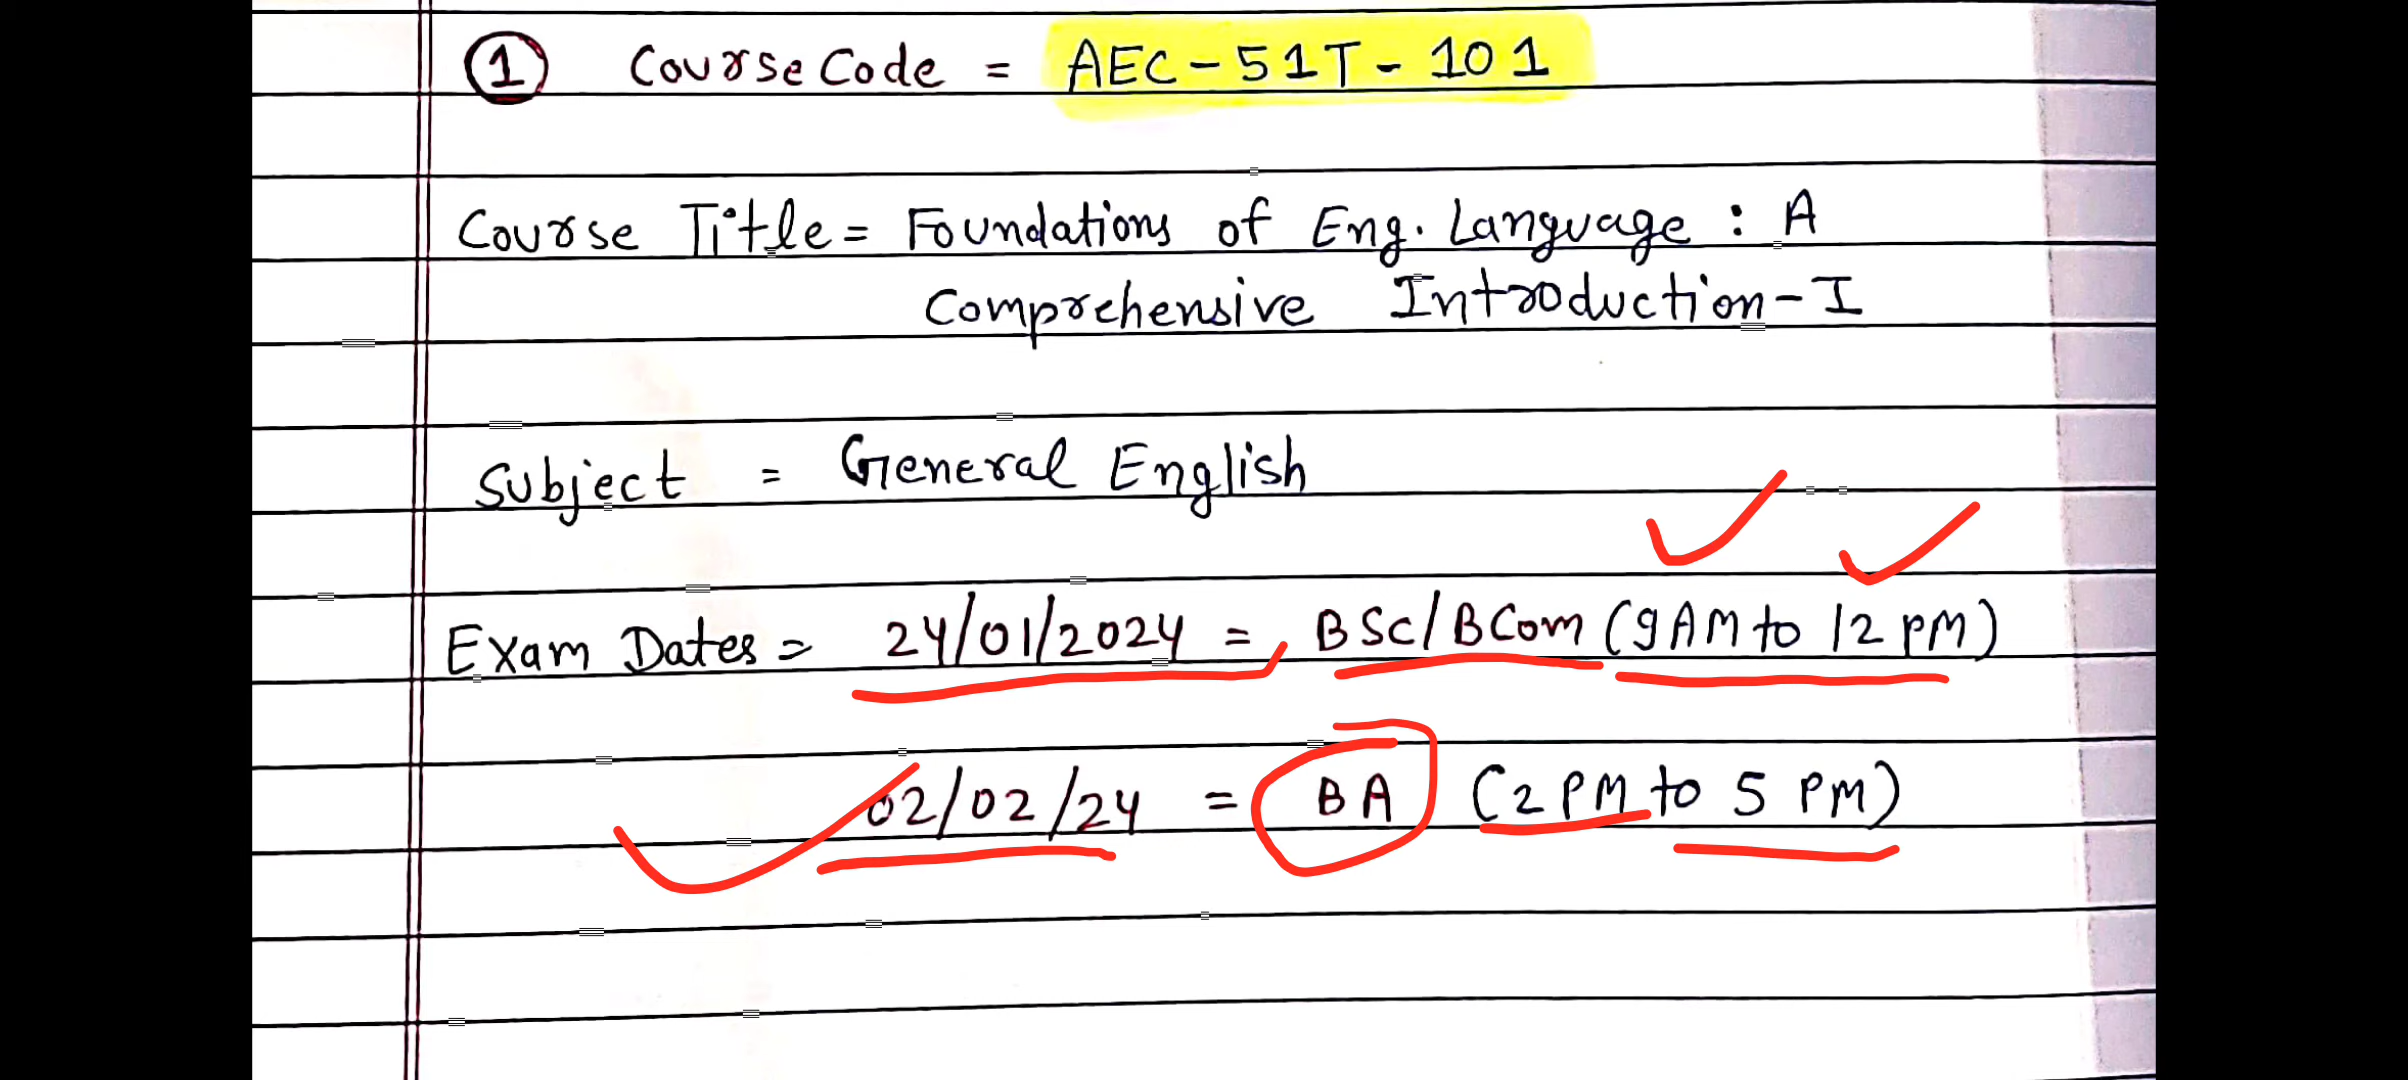 1 Course Code = AEC-51T-101
Course Title = Foundations of Eng. Language : A
Comprehensive Introduction-I
Subject = General English
Exam Dates = 24/01/2024 = BSc/BCom (9AM to 12 PM)
02/02/24 = BA (2 PM to 5 PM)